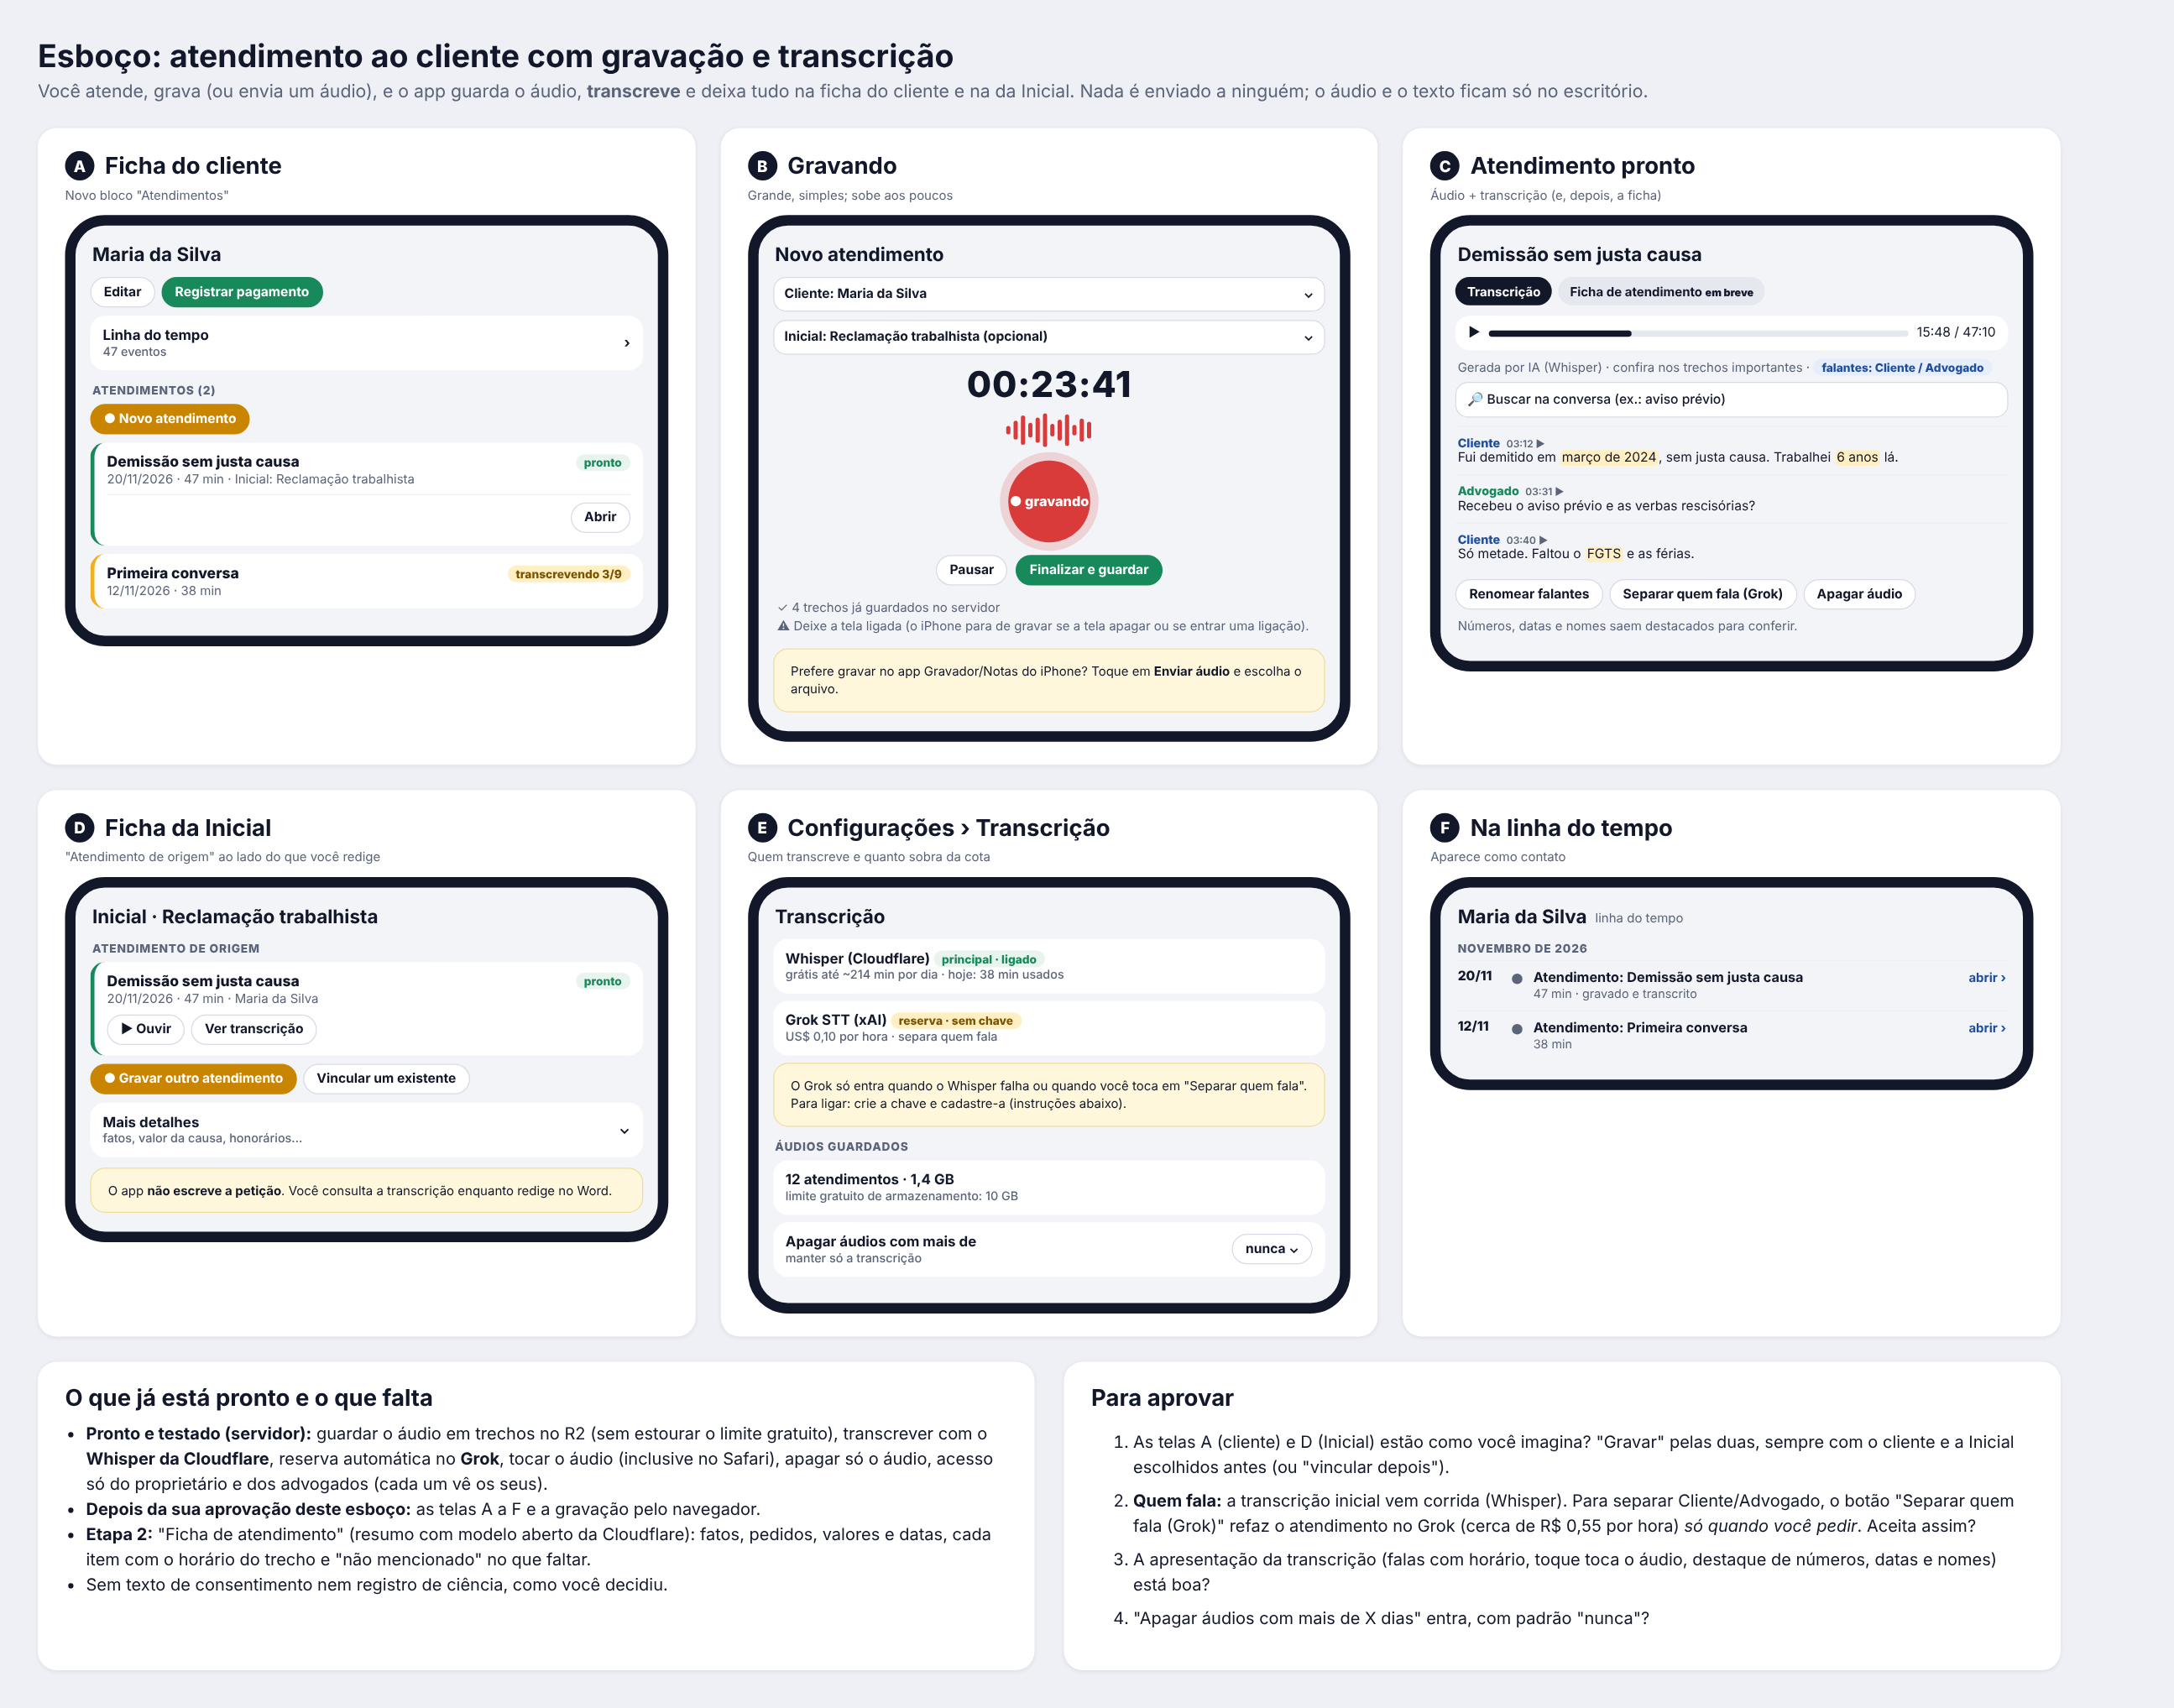 Esboço: atendimento ao cliente com gravação e transcrição
Você atende, grava (ou envia um áudio), e o app guarda o áudio, transcreve e deixa tudo na ficha do cliente e na da Inicial. Nada é enviado a ninguém; o áudio e o texto ficam só no escritório.
A Ficha do cliente
Novo bloco "Atendimentos"
Maria da Silva
Editar Registrar pagamento
Linha do tempo
47 eventos ›
ATENDIMENTOS (2)
Novo atendimento
Demissão sem justa causa pronto
20/11/2026 · 47 min · Inicial: Reclamação trabalhista
Abrir
Primeira conversa transcrevendo 3/9
12/11/2026 · 38 min
B Gravando
Grande, simples; sobe aos poucos
Novo atendimento
Cliente: Maria da Silva
Inicial: Reclamação trabalhista (opcional)
00:23:41
gravando
Pausar Finalizar e guardar
✓ 4 trechos já guardados no servidor
⚠ Deixe a tela ligada (o iPhone para de gravar se a tela apagar ou se entrar uma ligação).
Prefere gravar no app Gravador/Notas do iPhone? Toque em Enviar áudio e escolha o
arquivo.
C Atendimento pronto
Áudio + transcrição (e, depois, a ficha)
Demissão sem justa causa
Transcrição Ficha de atendimento em breve
▶ 15:48 / 47:10
Gerada por IA (Whisper) · confira nos trechos importantes · falantes: Cliente / Advogado
🔎 Buscar na conversa (ex.: aviso prévio)
Cliente 03:12 ▶
Fui demitido em março de 2024, sem justa causa. Trabalhei 6 anos lá.
Advogado 03:31 ▶
Recebeu o aviso prévio e as verbas rescisórias?
Cliente 03:40 ▶
Só metade. Faltou o FGTS e as férias.
Renomear falantes Separar quem fala (Grok) Apagar áudio
Números, datas e nomes saem destacados para conferir.
D Ficha da Inicial
"Atendimento de origem" ao lado do que você redige
Inicial · Reclamação trabalhista
ATENDIMENTO DE ORIGEM
Demissão sem justa causa pronto
20/11/2026 · 47 min · Maria da Silva
▶ Ouvir Ver transcrição
Gravar outro atendimento Vincular um existente
Mais detalhes
fatos, valor da causa, honorários...
O app não escreve a petição. Você consulta a transcrição enquanto redige no Word.
E Configurações › Transcrição
Quem transcreve e quanto sobra da cota
Transcrição
Whisper (Cloudflare) principal · ligado
grátis até ~214 min por dia · hoje: 38 min usados
Grok STT (xAI) reserva · sem chave
US$ 0,10 por hora · separa quem fala
O Grok só entra quando o Whisper falha ou quando você toca em "Separar quem fala".
Para ligar: crie a chave e cadastre-a (instruções abaixo).
ÁUDIOS GUARDADOS
12 atendimentos · 1,4 GB
limite gratuito de armazenamento: 10 GB
Apagar áudios com mais de nunca
manter só a transcrição
F Na linha do tempo
Aparece como contato
Maria da Silva linha do tempo
NOVEMBRO DE 2026
20/11 Atendimento: Demissão sem justa causa abrir ›
47 min · gravado e transcrito
12/11 Atendimento: Primeira conversa abrir ›
38 min
O que já está pronto e o que falta
• Pronto e testado (servidor): guardar o áudio em trechos no R2 (sem estourar o limite gratuito), transcrever com o
Whisper da Cloudflare, reserva automática no Grok, tocar o áudio (inclusive no Safari), apagar só o áudio, acesso
só do proprietário e dos advogados (cada um vê os seus).
• Depois da sua aprovação deste esboço: as telas A a F e a gravação pelo navegador.
• Etapa 2: "Ficha de atendimento" (resumo com modelo aberto da Cloudflare): fatos, pedidos, valores e datas, cada
item com o horário do trecho e "não mencionado" no que faltar.
• Sem texto de consentimento nem registro de ciência, como você decidiu.
Para aprovar
1. As telas A (cliente) e D (Inicial) estão como você imagina? "Gravar" pelas duas, sempre com o cliente e a Inicial
escolhidos antes (ou "vincular depois").
2. Quem fala: a transcrição inicial vem corrida (Whisper). Para separar Cliente/Advogado, o botão "Separar quem
fala (Grok)" refaz o atendimento no Grok (cerca de R$ 0,55 por hora) só quando você pedir. Aceita assim?
3. A apresentação da transcrição (falas com horário, toque toca o áudio, destaque de números, datas e nomes)
está boa?
4. "Apagar áudios com mais de X dias" entra, com padrão "nunca"?